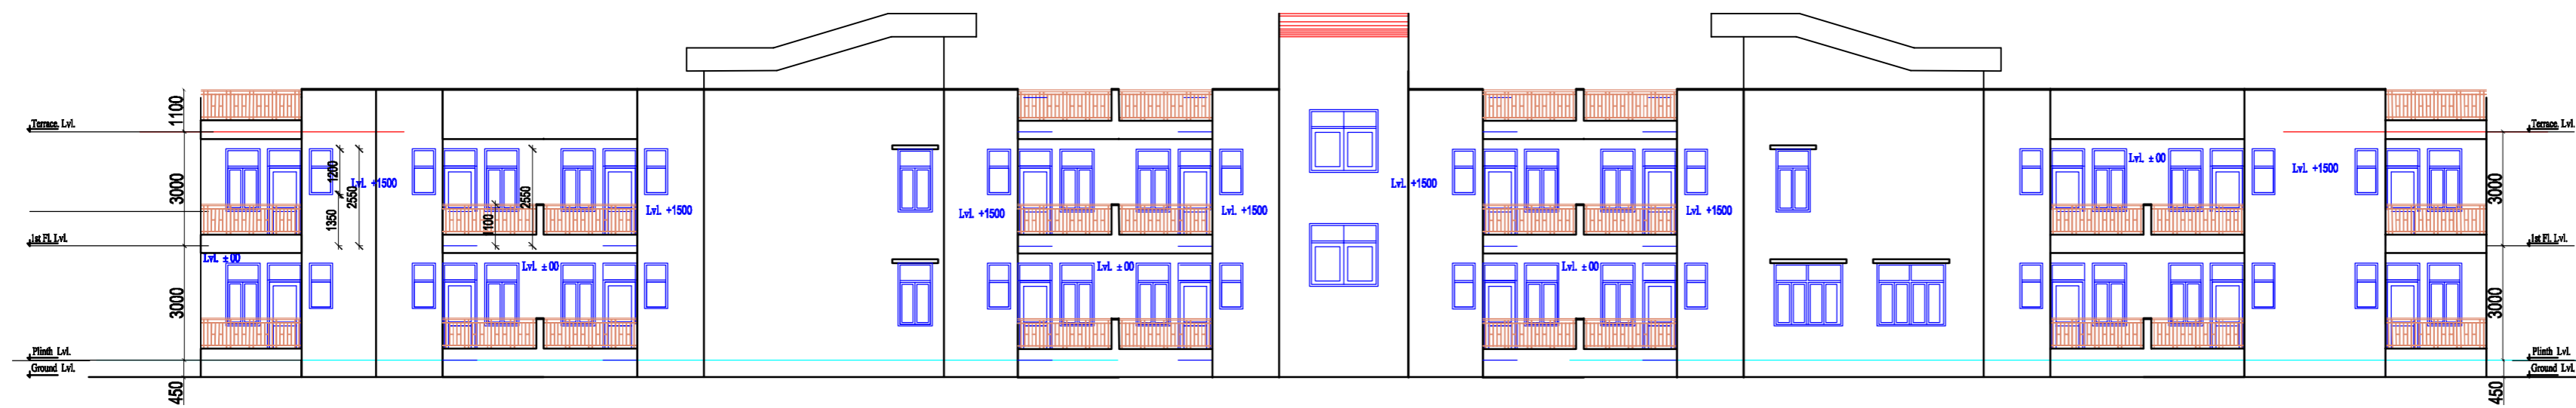 1100
Terrace. Lvl.
Terrace. Lvl.
Lvl. ±00
1200
3000
Lvl. +1500
2550
2550
Lvl. +1500
Lvl. +1500
3000
Lvl. +1500
Lvl. +1500
Lvl. +1500
Lvl. +1500
1350
1100
1st Fl. Lvl.
1st Fl. Lvl.
Lvl. ±00
Lvl. ±00
Lvl. ±00
Lvl. ±00
3000
3000
Plinth Lvl.
Plinth Lvl.
Ground Lvl.
Ground Lvl.
450
450